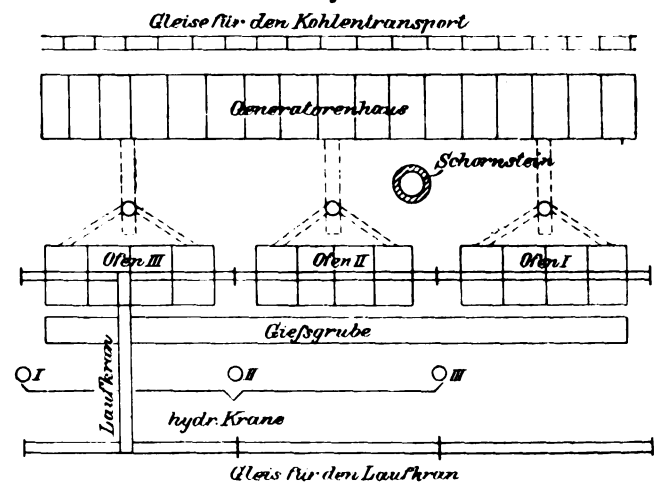 Gleise für den Kohlentransport
Generatorenhaus
Schornstein
Ofen III
Ofen II
Ofen I
Gießgrube
Laufkran
I
II
III
hydr. Krane
Gleis für den Laufkran